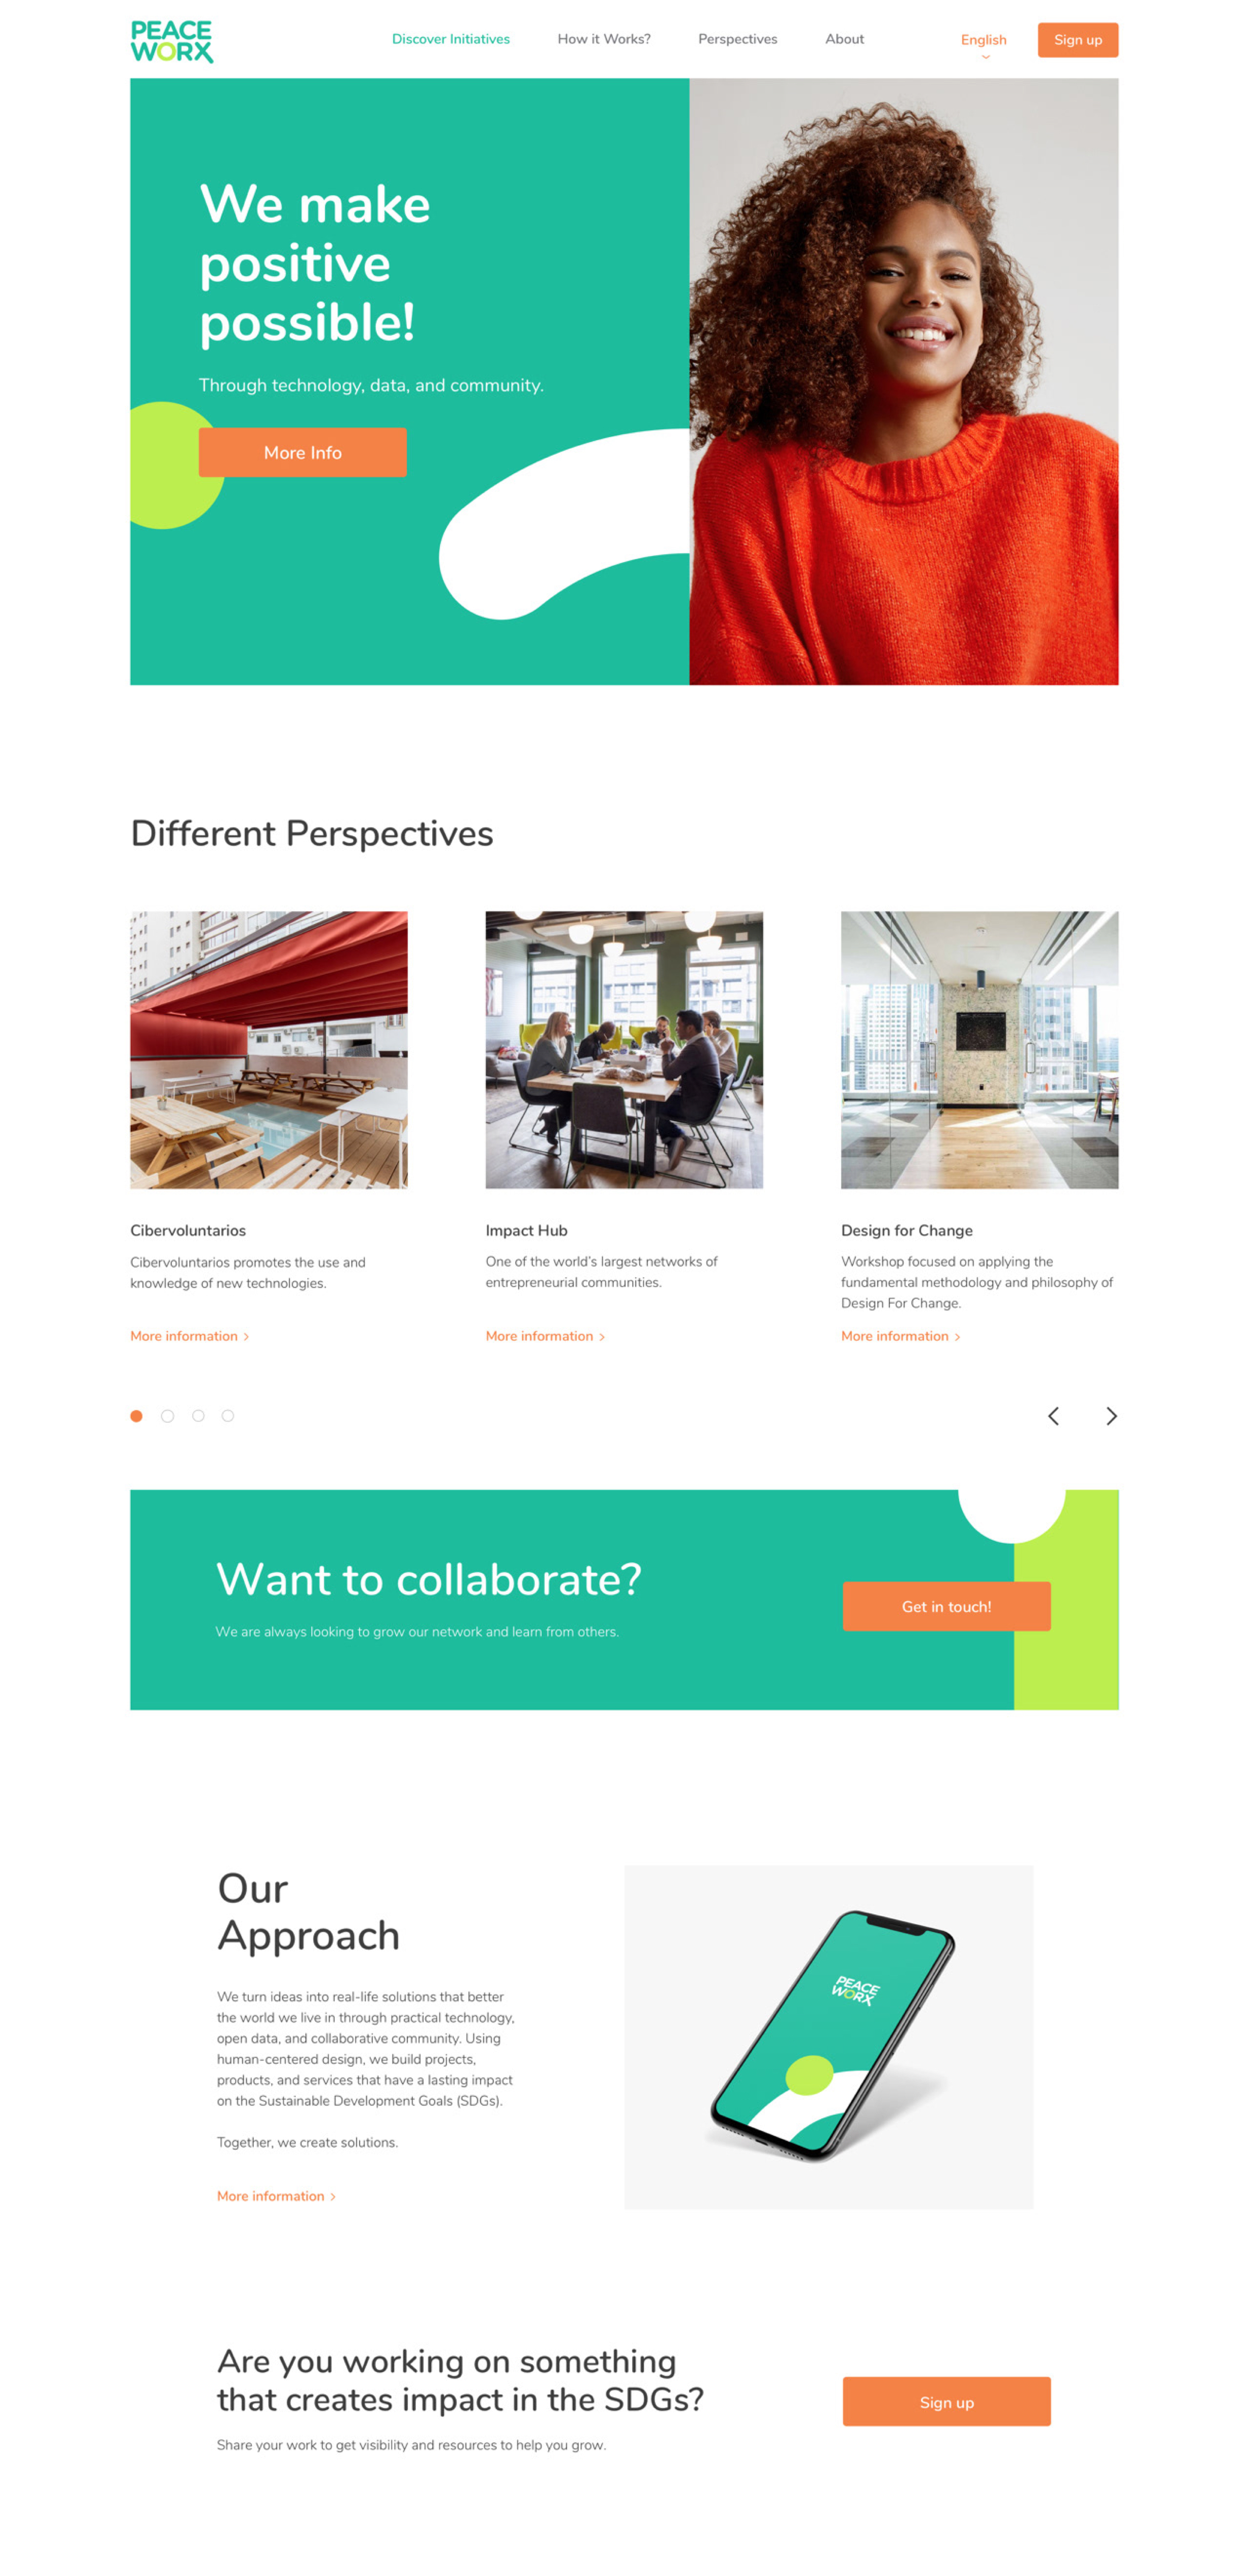 PEACE
WORX
Discover Initiatives
How it Works?
Perspectives
About
English
Sign up
We make
positive
possible!
Through technology, data, and community.
More Info
Different Perspectives
Cibervoluntarios
Cibervoluntarios promotes the use and
knowledge of new technologies.
More information
Impact Hub
One of the world's largest networks of
entrepreneurial communities.
More information
Design for Change
Workshop focused on applying the
fundamental methodology and philosophy of
Design For Change.
More information
Want to collaborate?
We are always looking to grow our network and learn from others.
Get in touch!
Our
Approach
We turn ideas into real-life solutions that better
the world we live in through practical technology,
open data, and collaborative community. Using
human-centered design, we build projects,
products, and services that have a lasting impact
on the Sustainable Development Goals (SDGs).
Together, we create solutions.
More information
PEACE
WORX
Are you working on something
that creates impact in the SDGs?
Share your work to get visibility and resources to help you grow.
Sign up